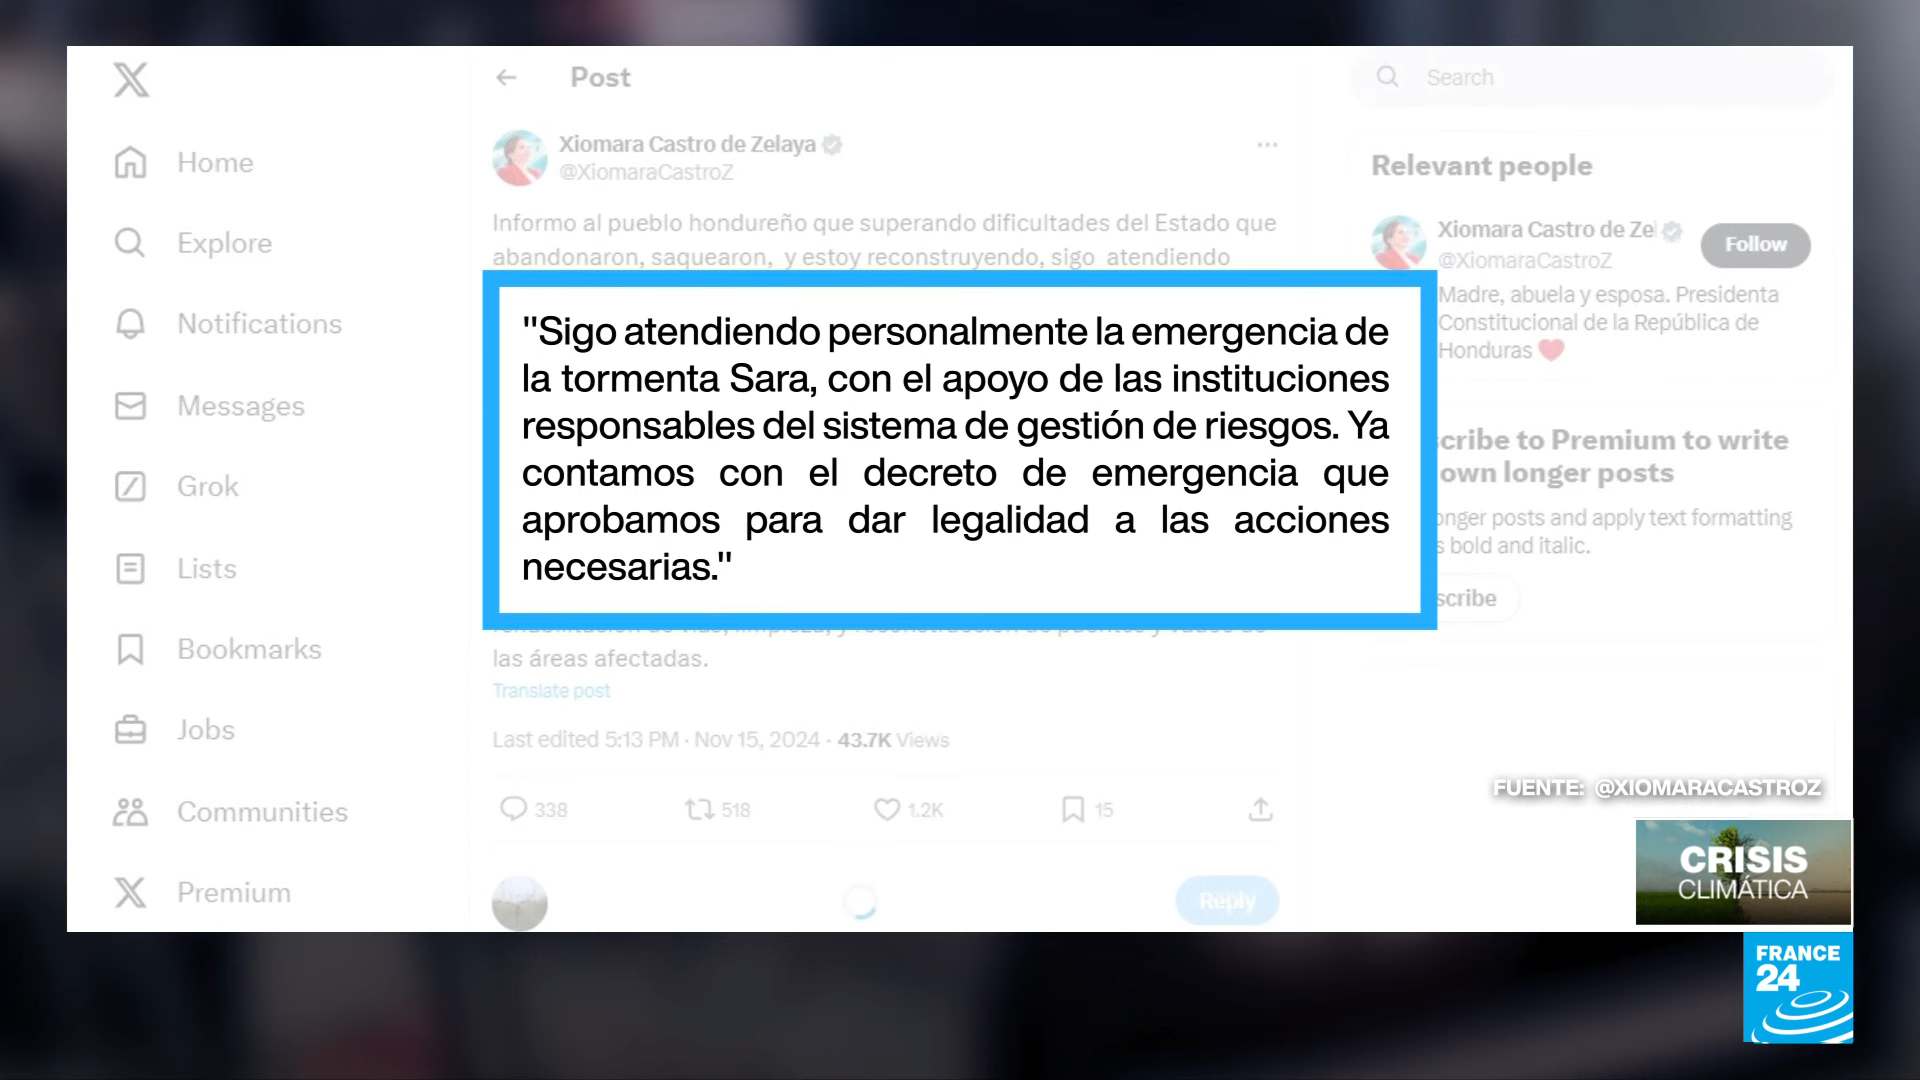 Post
Search
Xiomara Castro de Zelaya
@XiomaraCastroZ
Home
Explore
Notifications
Messages
Grok
Lists
Bookmarks
Jobs
Communities
Premium
Informo al pueblo hondureño que superando dificultades del Estado que
abandonaron, saquearon, y estoy reconstruyendo, sigo atendiendo
"Sigo atendiendo personalmente la emergencia de
la tormenta Sara, con el apoyo de las instituciones
responsables del sistema de gestión de riesgos. Ya
contamos con el decreto de emergencia que
aprobamos para dar legalidad a las acciones
necesarias."
las áreas afectadas.
Translate post
Last edited 5:13 PM · Nov 15, 2024 · 43.7K Views
338 518 1.2K 15
Reply
Relevant people
Xiomara Castro de Zel
@XiomaraCastroZ
Follow
Madre, abuela y esposa. Presidenta
Constitucional de la República de
Honduras
cribe to Premium to write
own longer posts
onger posts and apply text formatting
s bold and italic.
scribe
FUENTE: @XIOMARACASTROZ
CRISIS
CLIMÁTICA
FRANCE
24